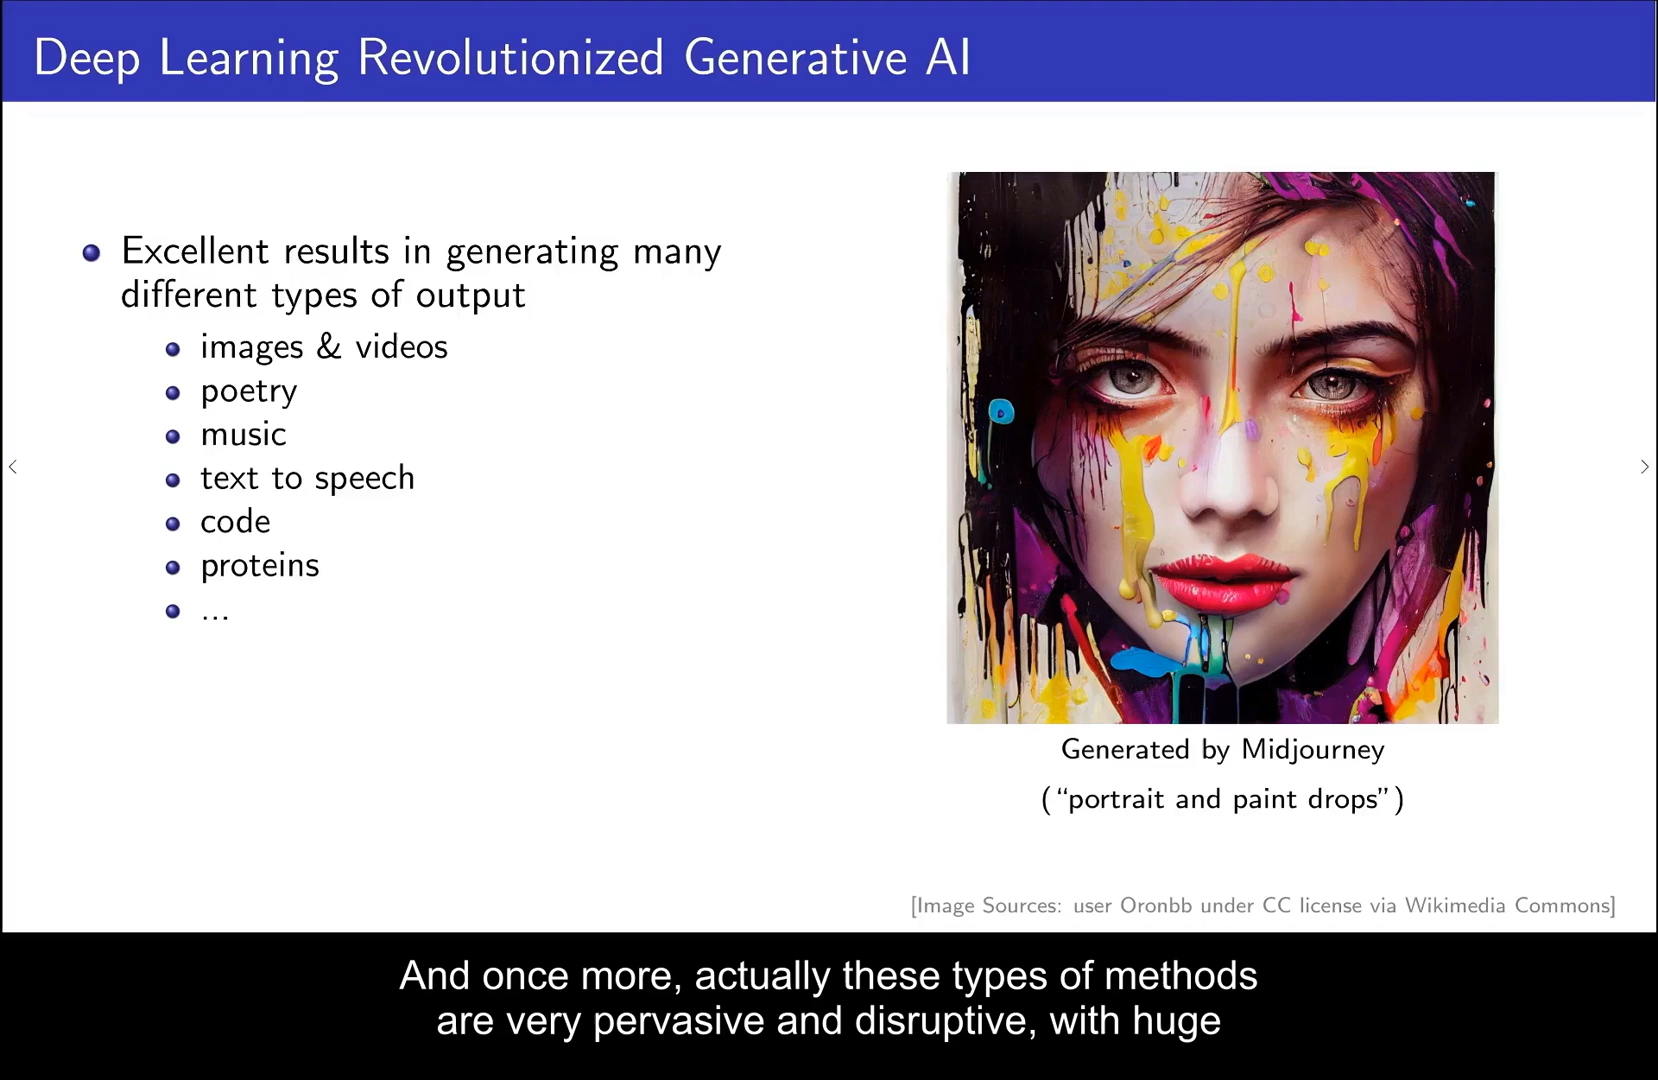 Deep Learning Revolutionized Generative AI
Excellent results in generating many
different types of output
images & videos
poetry
music
text to speech
code
proteins
...
Generated by Midjourney
("portrait and paint drops")
[Image Sources: user Oronbb under CC license via Wikimedia Commons]
And once more, actually these types of methods
are very pervasive and disruptive, with huge